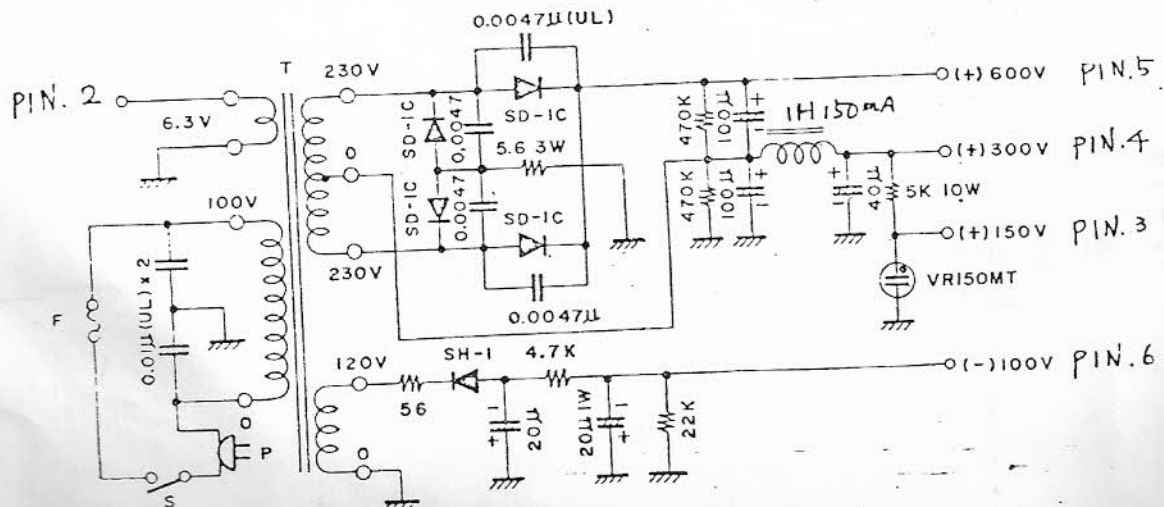 0.0047μ(UL)
T
230V
PIN. 2
6.3V
SD-1C
SD-1C
0.0047
5.6 3W
0
SD-1C
0.0047
SD-1C
230V
0.0047μ
470K
100μ
+
-
1H 150mA
470K
100μ
+
-
+
-
40μ
5K 10W
(+) 600V PIN.5
(+) 300V PIN.4
(+) 150V PIN.3
VR150MT
100V
F
0.01μ(UL) x 2
0
P
S
120V
SH-1
4.7K
56
+
-
20μ
20μ 1W
-
+
22K
(-) 100V PIN.6
0